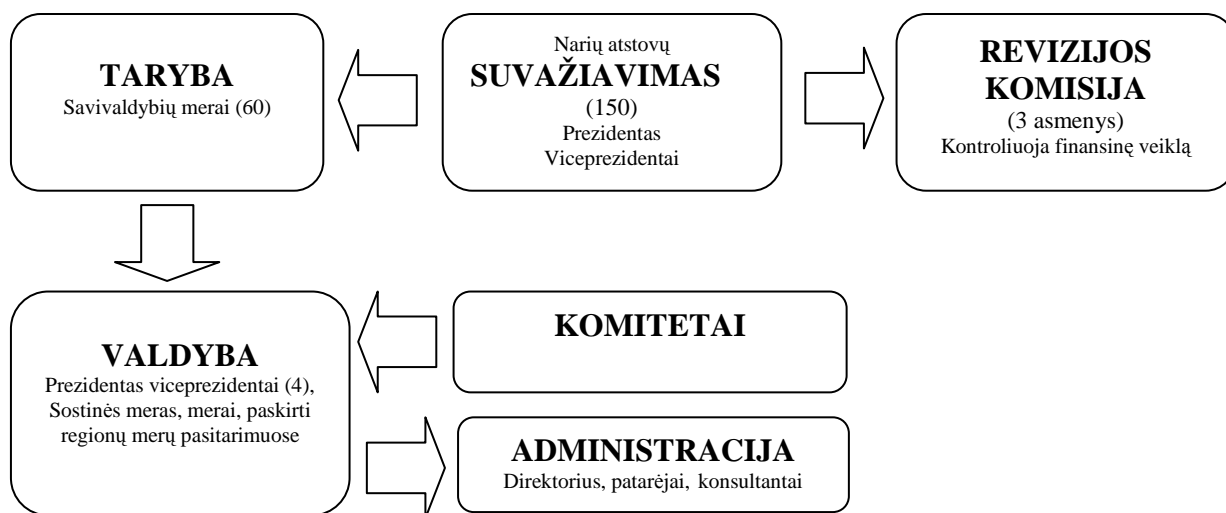 TARYBA
Savivaldybių merai (60)
Narių atstovų
SUVAŽIAVIMAS
(150)
Prezidentas
Viceprezidentai
REVIZIJOS
KOMISIJA
(3 asmenys)
Kontroliuoja finansinę veiklą
VALDYBA
Prezidentas viceprezidentai (4),
Sostinės meras, merai, paskirti
regionų merų pasitarimuose
KOMITETAI
ADMINISTRACIJA
Direktorius, patarėjai, konsultantai